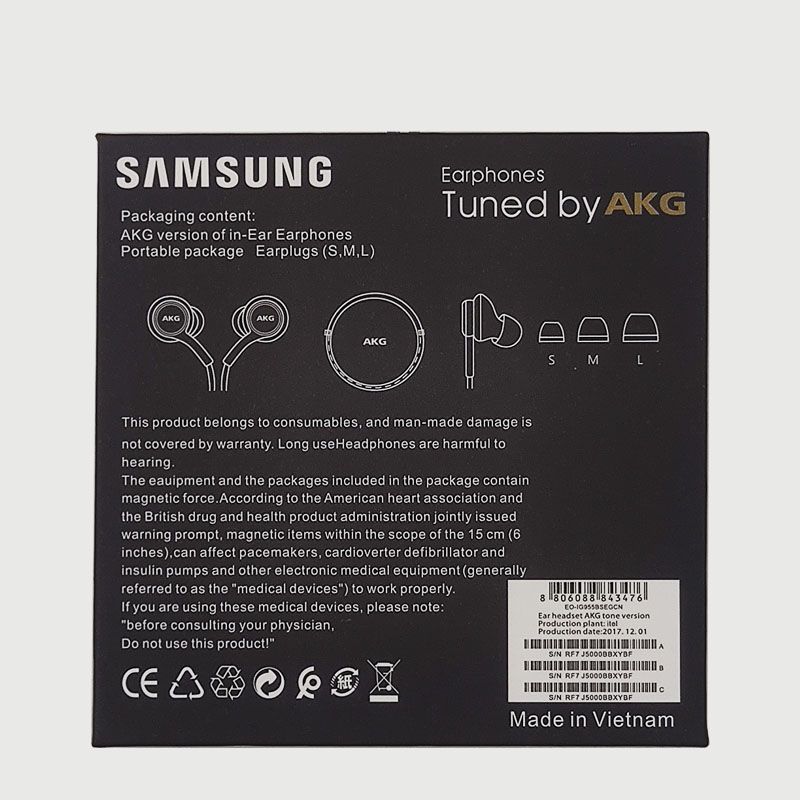 SAMSUNG
Earphones
Tuned by AKG
Packaging content:
AKG version of in-Ear Earphones
Portable package Earplugs (S,M,L)
AKG
AKG
AKG
S M L
This product belongs to consumables, and man-made damage is
not covered by warranty. Long useHeadphones are harmful to
hearing.
The eauipment and the packages included in the package contain
magnetic force.According to the American heart association and
the British drug and health product administration jointly issued
warning prompt, magnetic items within the scope of the 15 cm (6
inches),can affect pacemakers, cardioverter defibrillator and
insulin pumps and other electronic medical equipment (generally
referred to as the "medical devices") to work properly.
If you are using these medical devices, please note:
"before consulting your physician,
Do not use this product!"
CE
紙
8 806088 843476
EO-IG955BSEGCN
Ear headset AKG tone version
Production plant: itel
Production date:2017. 12. 01
A
S/N RF7 J5000BBXYBF
B
S/N RF7 J5000BBXYBF
C
S/N RF7 J5000BBXYBF
Made in Vietnam